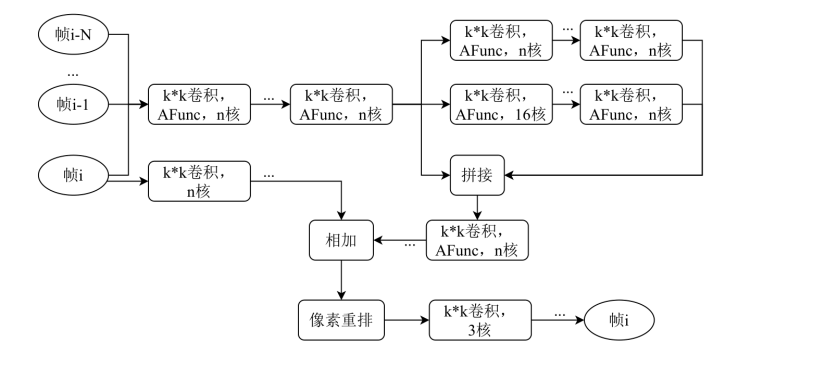 帧i-N
...
帧i-1
帧i
k*k卷积，
AFunc，n核
...
k*k卷积，
AFunc，n核
k*k卷积，
AFunc，n核
...
k*k卷积，
AFunc，n核
k*k卷积，
AFunc，16核
...
k*k卷积，
AFunc，n核
k*k卷积，
n核
...
拼接
相加
...
k*k卷积，
AFunc，n核
像素重排
k*k卷积，
3核
...
帧i